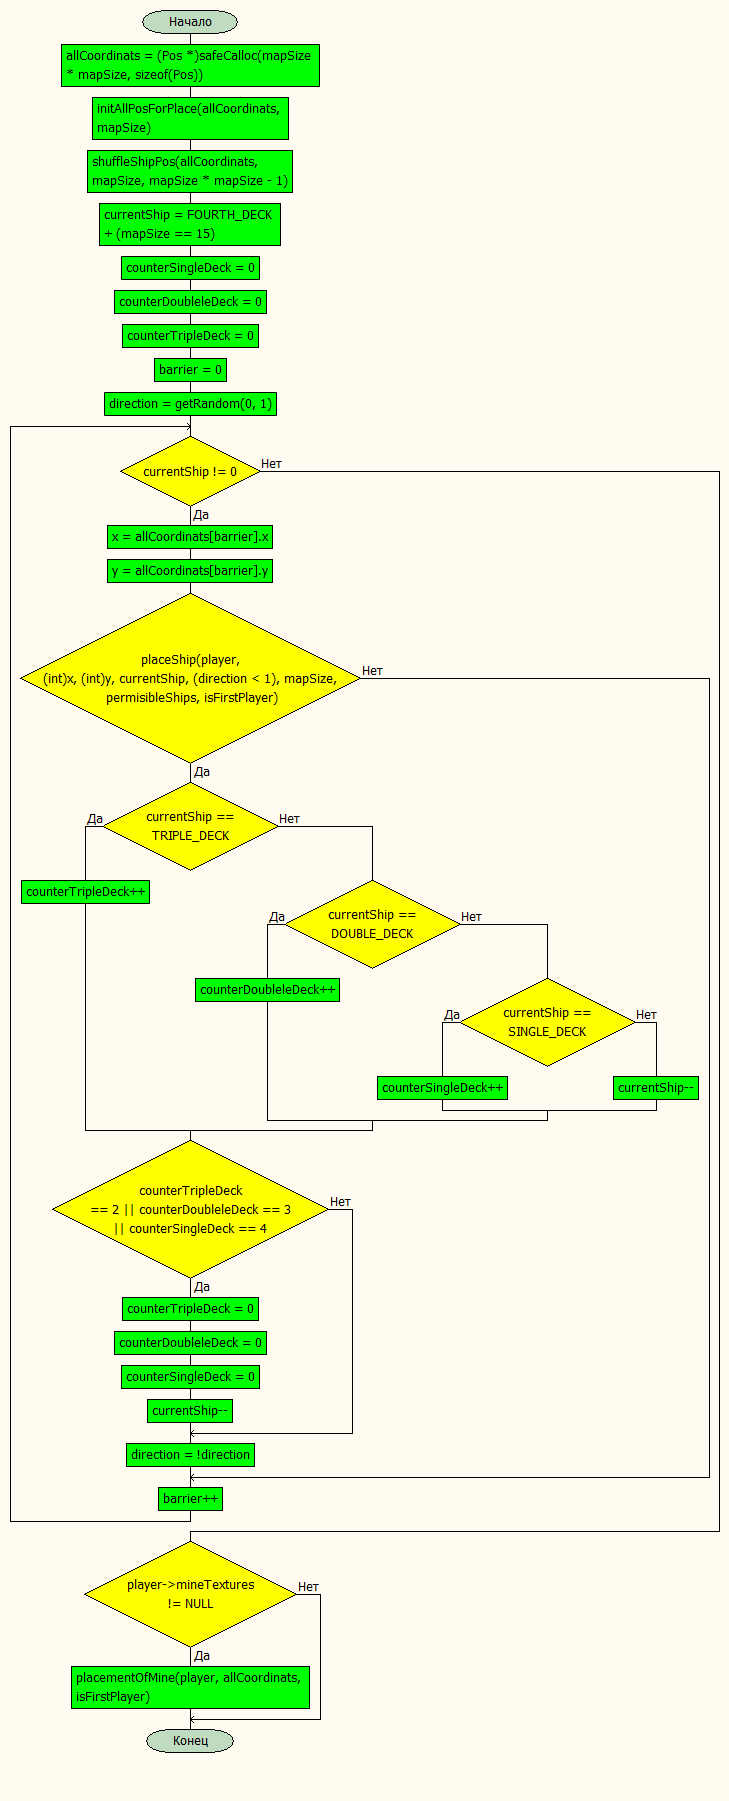 Начало
allCoordinats = (Pos *)safeCalloc(mapSize
* mapSize, sizeof(Pos))
initAllPosForPlace(allCoordinats,
mapSize)
shuffleShipPos(allCoordinats,
mapSize, mapSize * mapSize - 1)
currentShip = FOURTH_DECK
+ (mapSize == 15)
counterSingleDeck = 0
counterDoubleleDeck = 0
counterTripleDeck = 0
barrier = 0
direction = getRandom(0, 1)
currentShip != 0
Нет
Да
x = allCoordinats[barrier].x
y = allCoordinats[barrier].y
placeShip(player,
(int)x, (int)y, currentShip, (direction < 1), mapSize,
permisibleShips, isFirstPlayer)
Нет
Да
currentShip ==
TRIPLE_DECK
Да
Нет
counterTripleDeck++
currentShip ==
DOUBLE_DECK
Да
Нет
counterDoubleleDeck++
currentShip ==
SINGLE_DECK
Да
Нет
counterSingleDeck++
currentShip--
counterTripleDeck
== 2 || counterDoubleleDeck == 3
|| counterSingleDeck == 4
Нет
Да
counterTripleDeck = 0
counterDoubleleDeck = 0
counterSingleDeck = 0
currentShip--
direction = !direction
barrier++
player->mineTextures
!= NULL
Нет
Да
placementOfMine(player, allCoordinats,
isFirstPlayer)
Конец